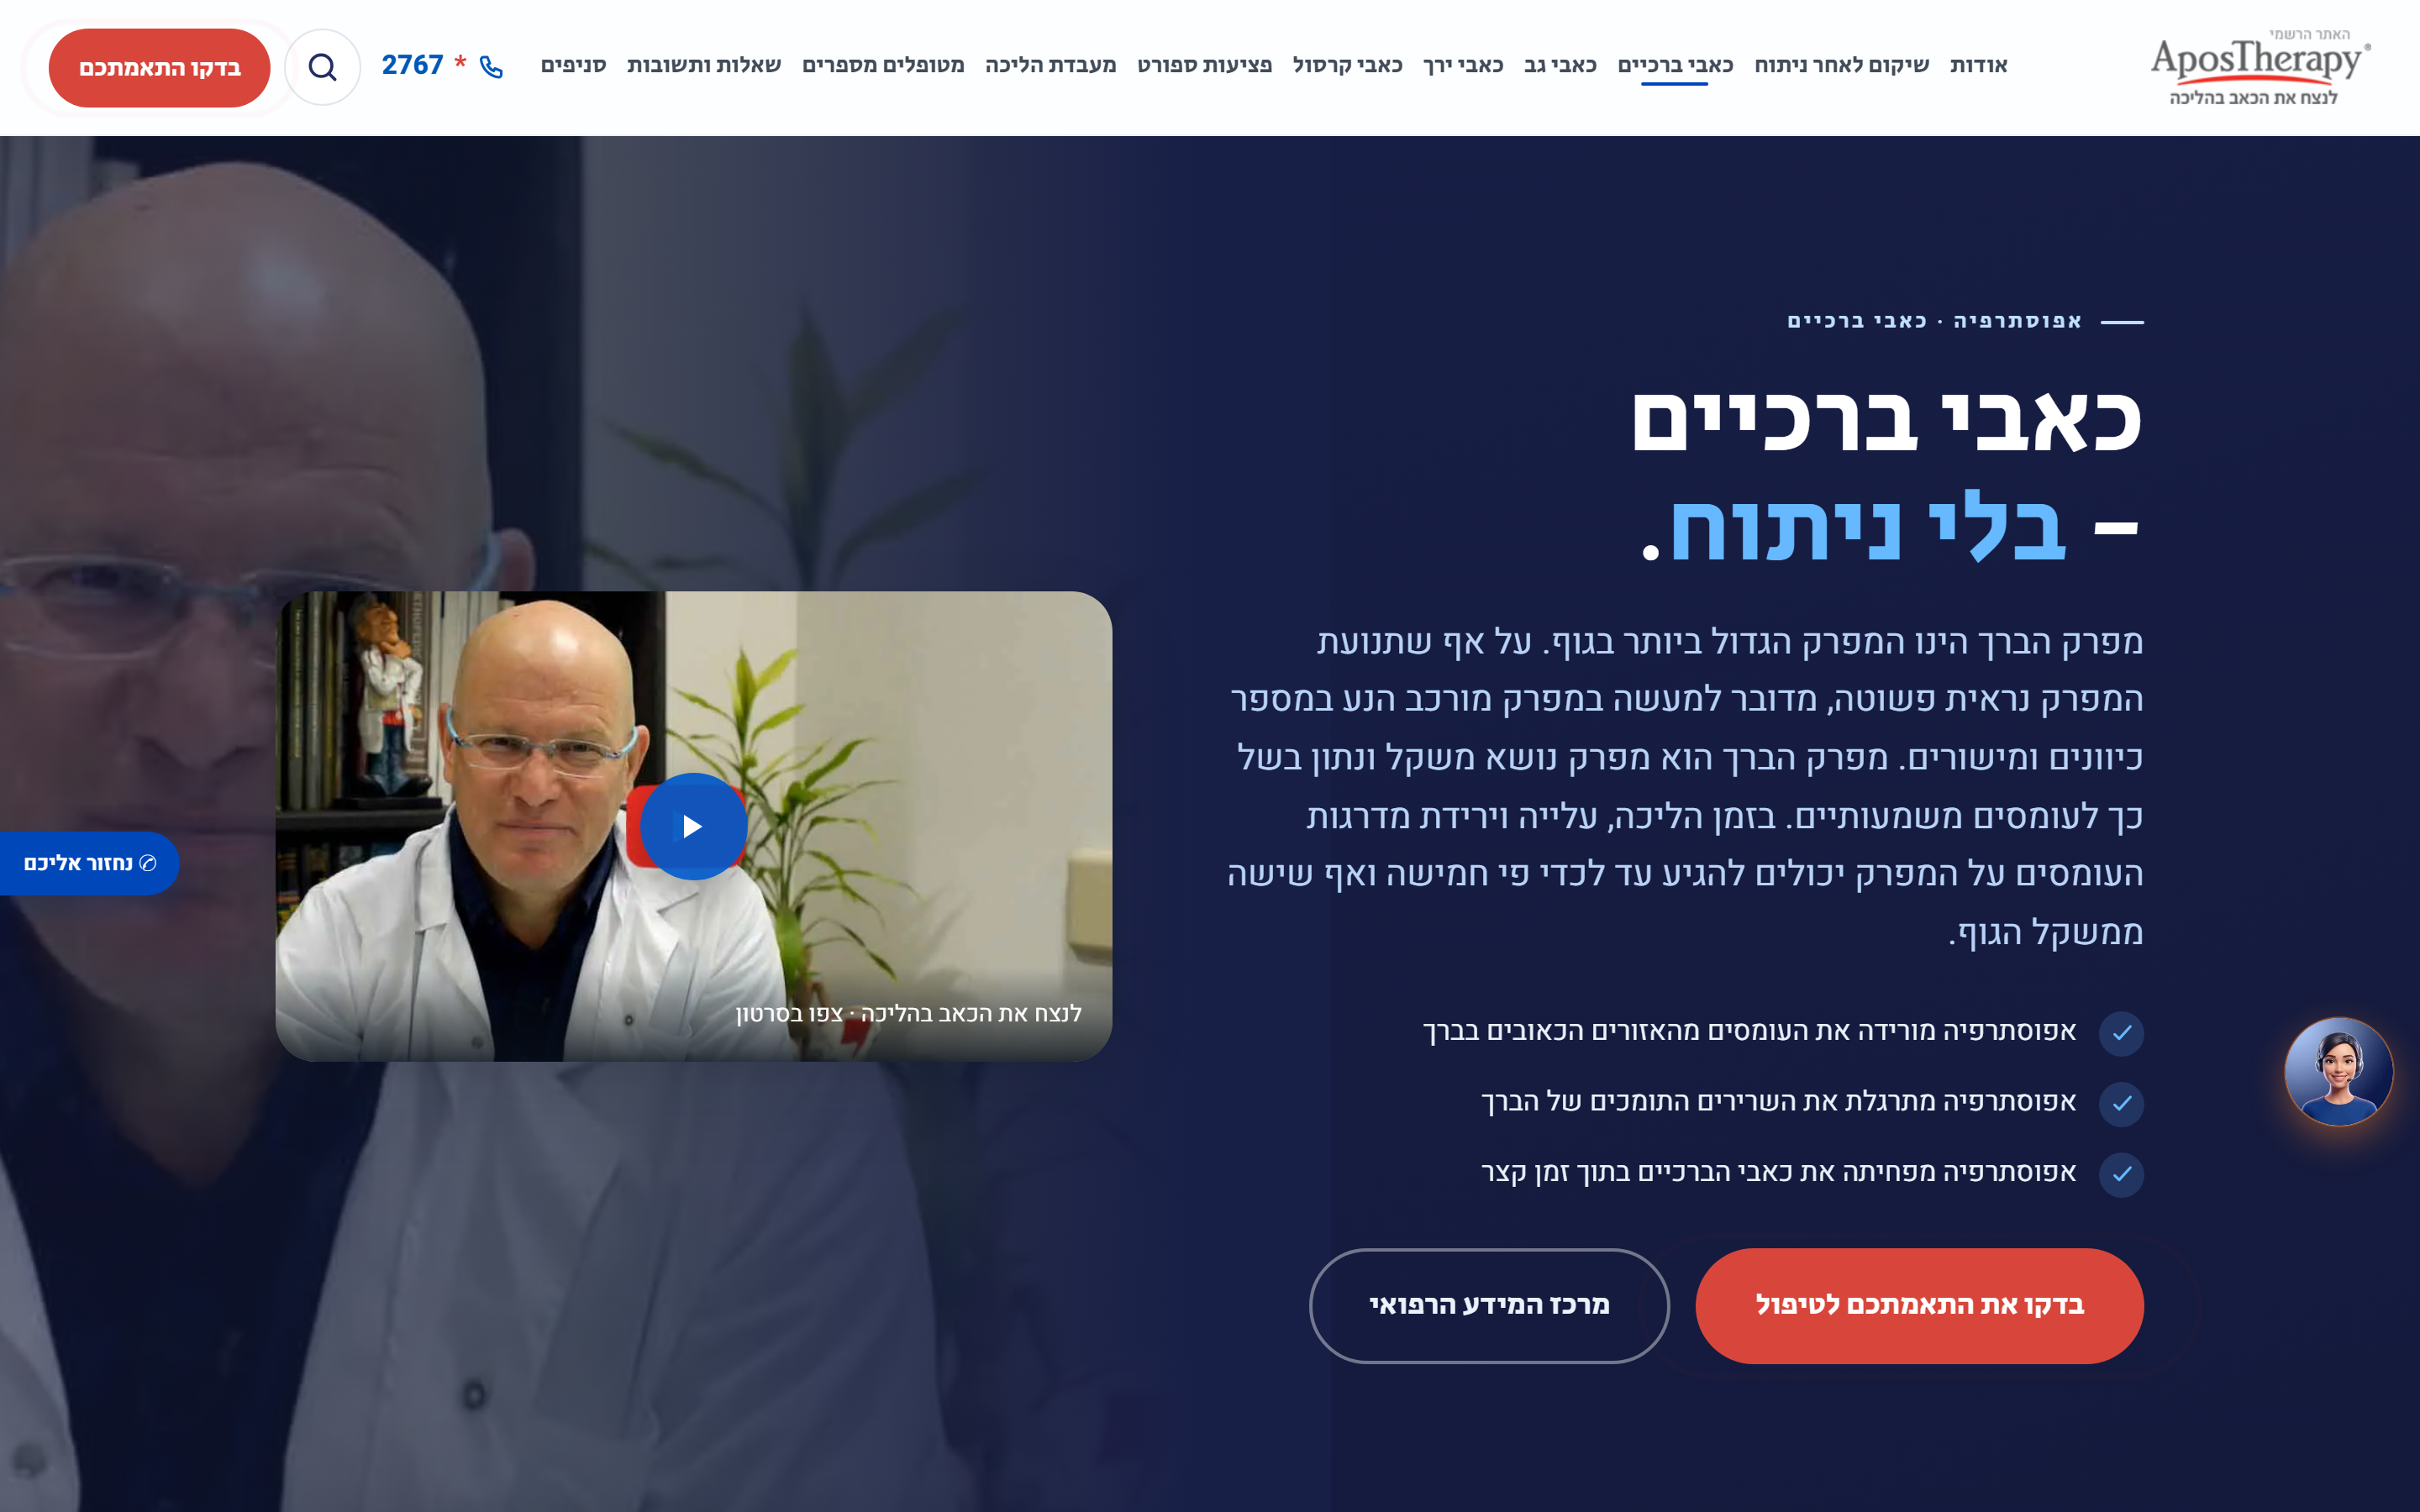 האתר הרשמי
AposTherapy®
לנצח את הכאב בהליכה
אודות
שיקום לאחר ניתוח
כאבי ברכיים
כאבי גב
כאבי ירך
כאבי קרסול
פציעות ספורט
מעבדת הליכה
מטופלים מספרים
שאלות ותשובות
סניפים
* 2767
בדקו התאמתכם
אפוסתרפיה · כאבי ברכיים
כאבי ברכיים
– בלי ניתוח.
מפרק הברך הינו המפרק הגדול ביותר בגוף. על אף שתנועת
המפרק נראית פשוטה, מדובר למעשה במפרק מורכב הנע במספר
כיוונים ומישורים. מפרק הברך הוא מפרק נושא משקל ונתון בשל
כך לעומסים משמעותיים. בזמן הליכה, עלייה וירידת מדרגות
העומסים על המפרק יכולים להגיע עד לכדי פי חמישה ואף שישה
ממשקל הגוף.
אפוסתרפיה מורידה את העומסים מהאזורים הכאובים בברך
אפוסתרפיה מתרגלת את השרירים התומכים של הברך
אפוסתרפיה מפחיתה את כאבי הברכיים בתוך זמן קצר
בדקו את התאמתכם לטיפול
מרכז המידע הרפואי
לנצח את הכאב בהליכה · צפו בסרטון
✆ נחזור אליכם